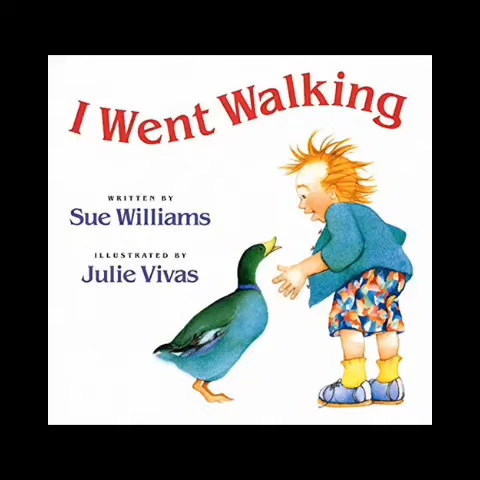 I Went Walking
WRITTEN BY
Sue Williams
ILLUSTRATED BY
Julie Vivas